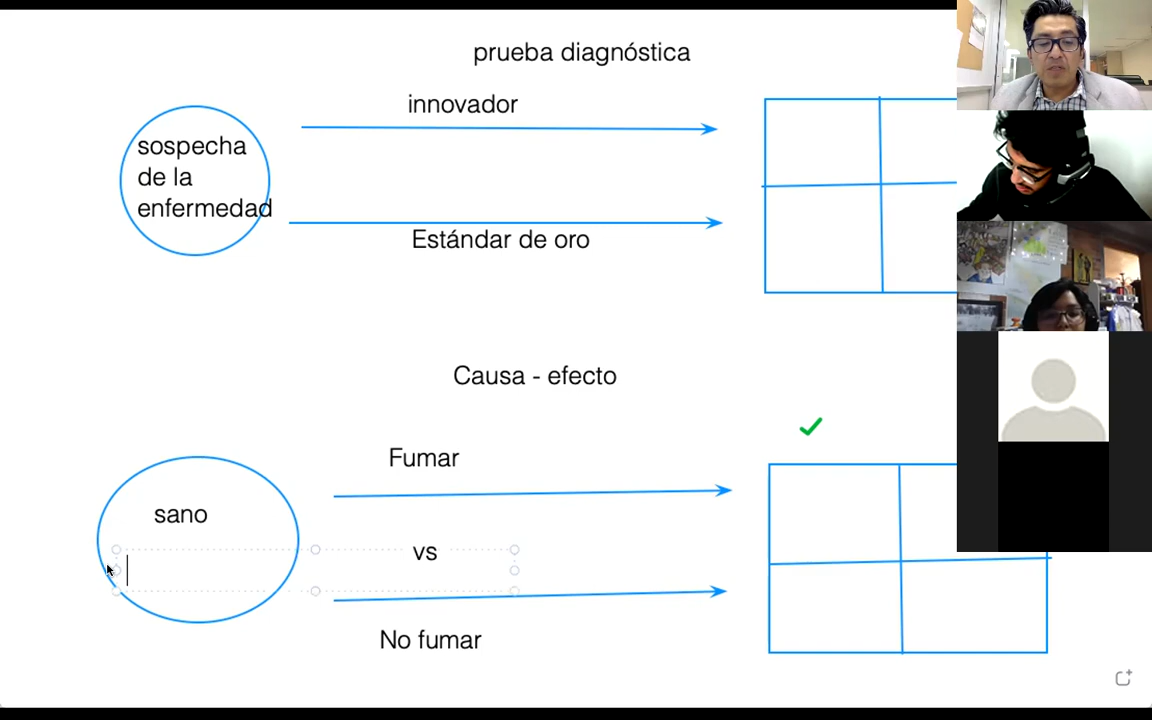 prueba diagnóstica
innovador
sospecha
de la
enfermedad
Estándar de oro
Causa - efecto
Fumar
sano
vs
No fumar